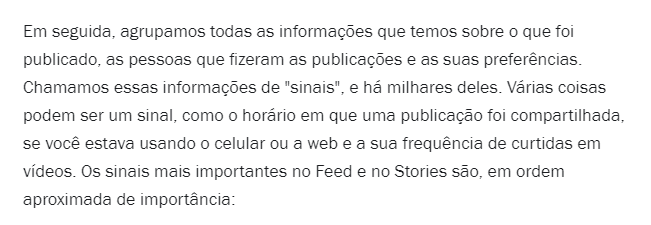 Em seguida, agrupamos todas as informações que temos sobre o que foi
publicado, as pessoas que fizeram as publicações e as suas preferências.
Chamamos essas informações de "sinais", e há milhares deles. Várias coisas
podem ser um sinal, como o horário em que uma publicação foi compartilhada,
se você estava usando o celular ou a web e a sua frequência de curtidas em
vídeos. Os sinais mais importantes no Feed e no Stories são, em ordem
aproximada de importância: